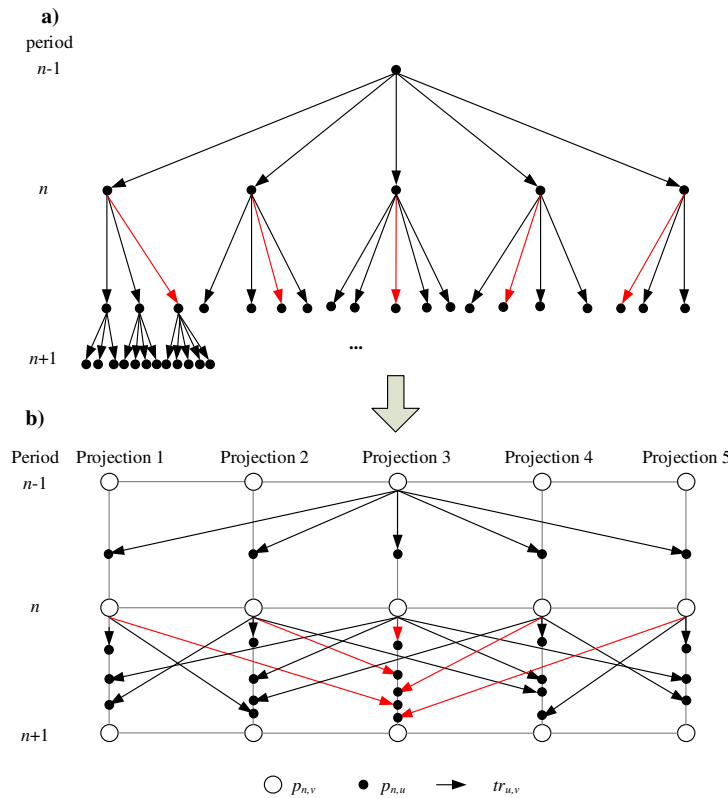 a)
period
n-1
n
n+1
...
b)
Period Projection 1 Projection 2 Projection 3 Projection 4 Projection 5
n-1
n
n+1
pn,v pn,u tru,v